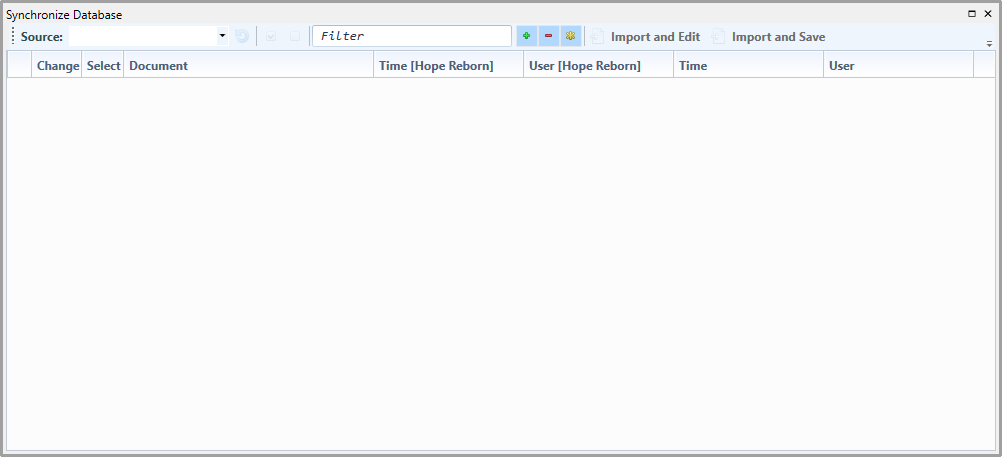 Synchronize Database
Source: Filter Import and Edit Import and Save
Change Select Document Time [Hope Reborn] User [Hope Reborn] Time User